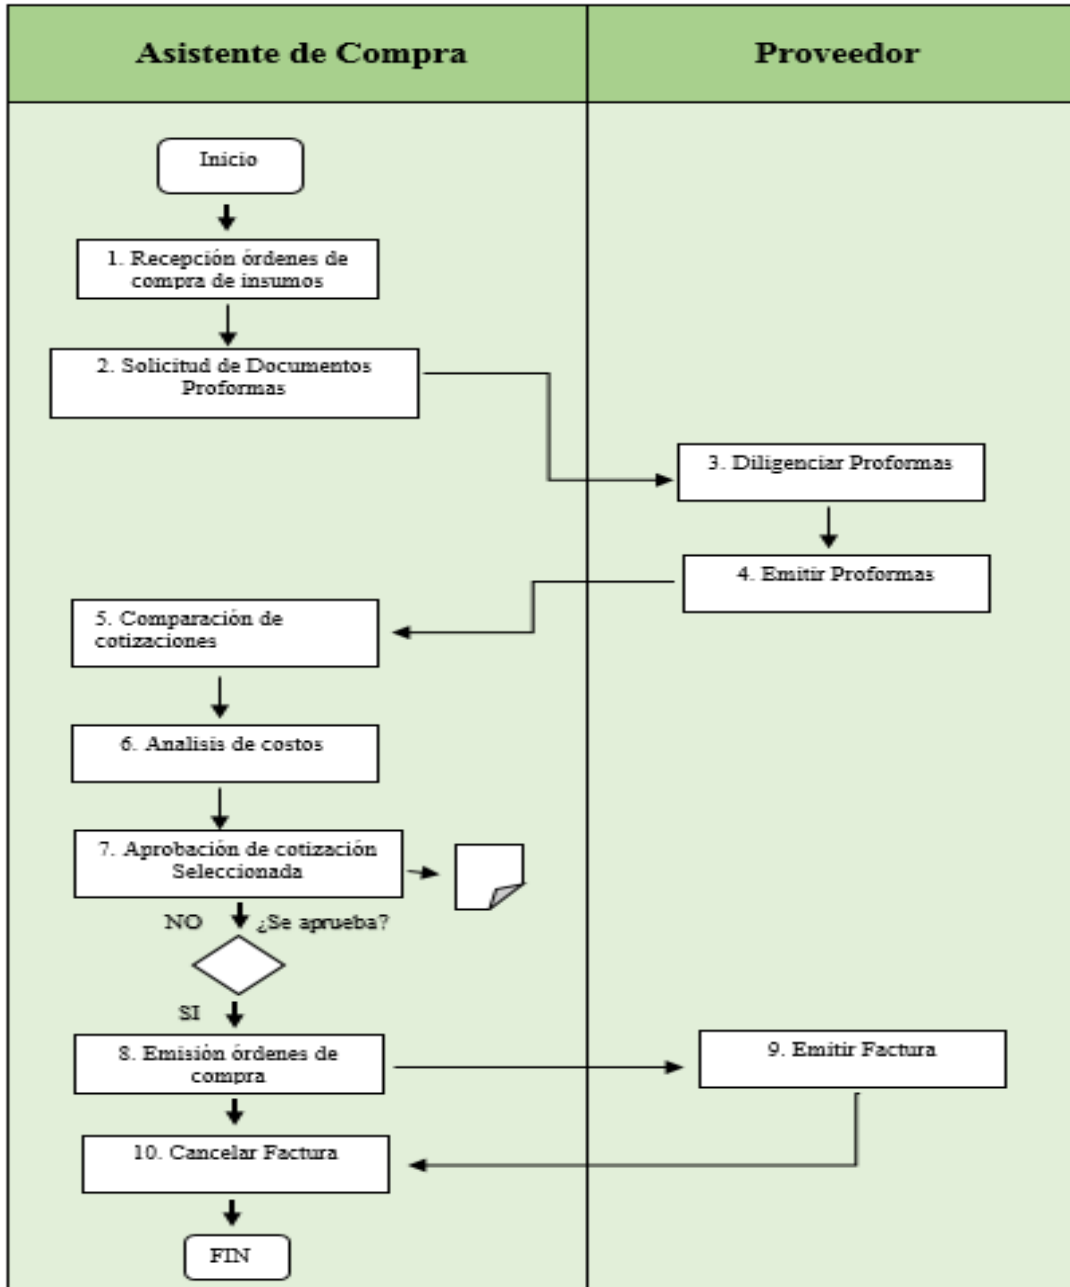 Asistente de Compra
Proveedor
Inicio
1. Recepción órdenes de
compra de insumos
2. Solicitud de Documentos
Proformas
3. Diligenciar Proformas
4. Emitir Proformas
5. Comparación de
cotizaciones
6. Analisis de costos
7. Aprobación de cotización
Seleccionada
NO ¿Se aprueba?
SI
8. Emisión órdenes de
compra
9. Emitir Factura
10. Cancelar Factura
FIN